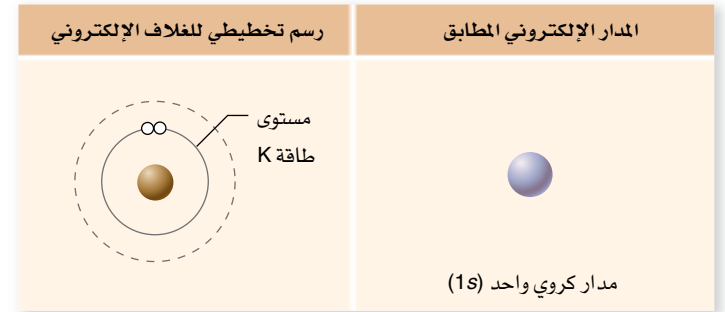 المدار الإلكتروني المطابق
رسم تخطيطي للغلاف الإلكتروني
مستوى
طاقة K
مدار كروي واحد (1s)